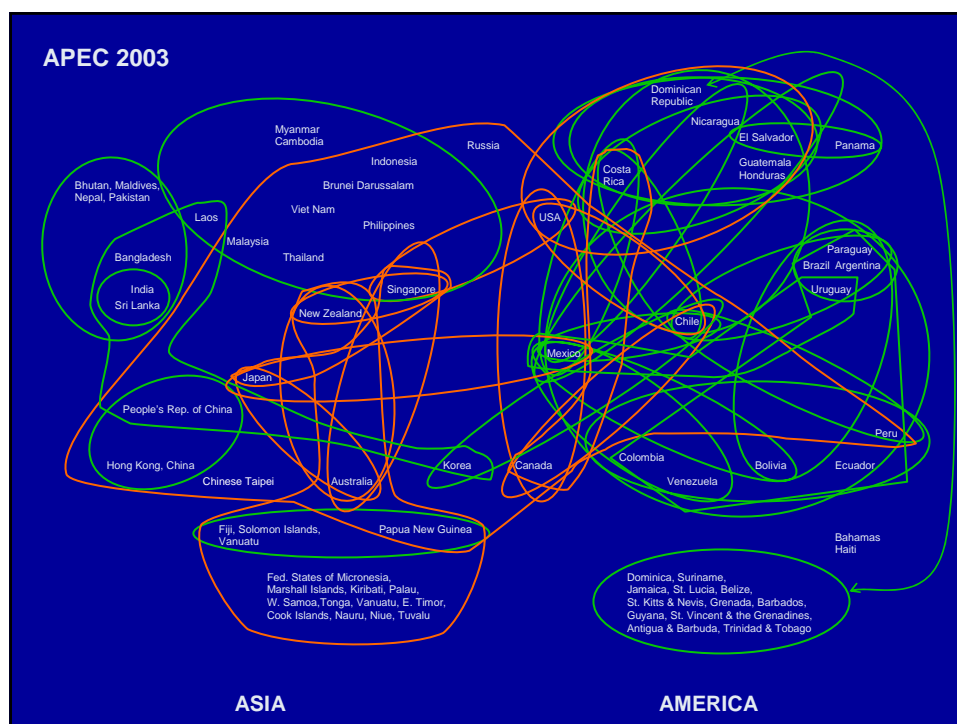 APEC 2003
Myanmar
Cambodia
Russia
Indonesia
Brunei Darussalam
Bhutan, Maldives,
Nepal, Pakistan
Viet Nam
Laos
Philippines
Malaysia
Bangladesh
Thailand
India
Sri Lanka
Singapore
New Zealand
Japan
People's Rep. of China
Hong Kong, China
Chinese Taipei
Australia
Korea
Fiji, Solomon Islands,
Vanuatu
Papua New Guinea
Fed. States of Micronesia,
Marshall Islands, Kiribati, Palau,
W. Samoa,Tonga, Vanuatu, E. Timor,
Cook Islands, Nauru, Niue, Tuvalu
ASIA
Dominican
Republic
Nicaragua
El Salvador
Panama
Guatemala
Honduras
Costa
Rica
USA
Paraguay
Brazil Argentina
Uruguay
Chile
Mexico
Peru
Canada
Colombia
Venezuela
Bolivia
Ecuador
Bahamas
Haiti
Dominica, Suriname,
Jamaica, St. Lucia, Belize,
St. Kitts & Nevis, Grenada, Barbados,
Guyana, St. Vincent & the Grenadines,
Antigua & Barbuda, Trinidad & Tobago
AMERICA